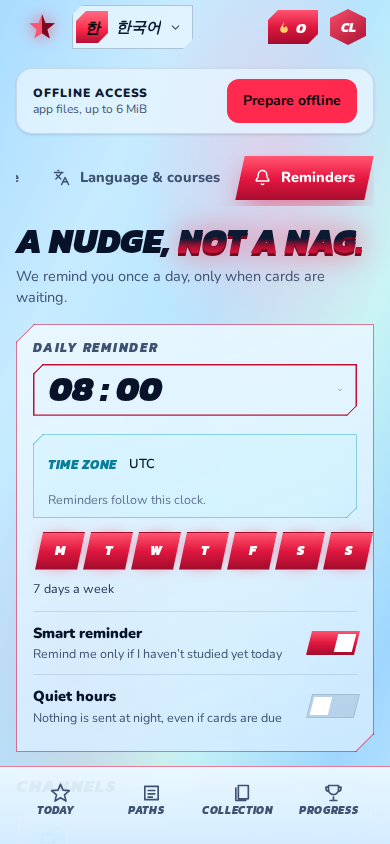 한 한국어
0
CL
OFFLINE ACCESS
app files, up to 6 MiB
Prepare offline
e
Language & courses
Reminders
A NUDGE, NOT A NAG.
We remind you once a day, only when cards are
waiting.
DAILY REMINDER
08 : 00
TIME ZONE UTC
Reminders follow this clock.
M T W T F S S
7 days a week
Smart reminder
Remind me only if I haven't studied yet today
Quiet hours
Nothing is sent at night, even if cards are due
CHANNELS
TODAY PATHS COLLECTION PROGRESS